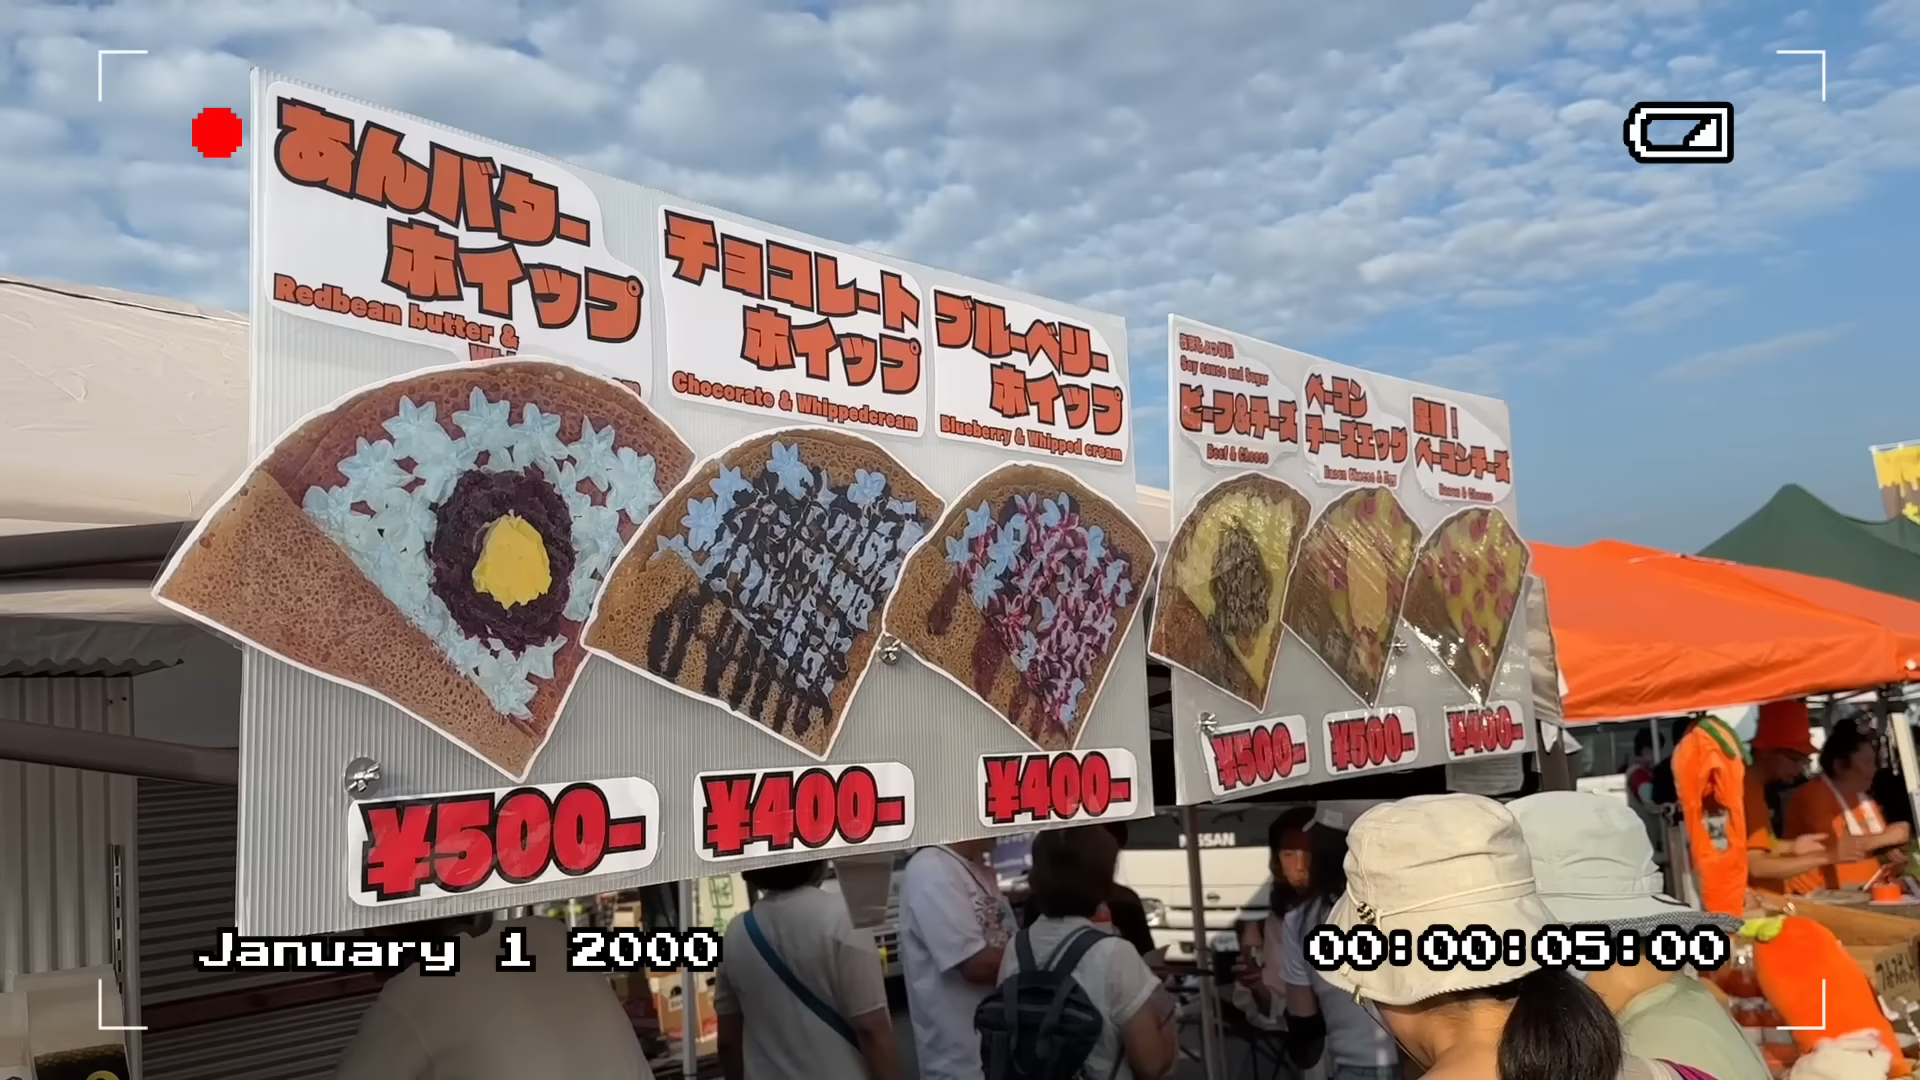 あんバター
ホイップ
Redbean butter &
チョコレート
ホイップ
Chocorate & Whippedcream
ブルーベリー
ホイップ
Blueberry & Whipped cream
Soy sauce and Sugar
ビーフ&チーズ
Beef & Cheese
ベーコン
チーズエッグ
Bacon Cheese & Egg
定番！
ベーコンチーズ
Bacon & Cheese
¥500-
¥400-
¥400-
¥500-
¥500-
¥400-
NISSAN
January 1 2000
00:00:05:00